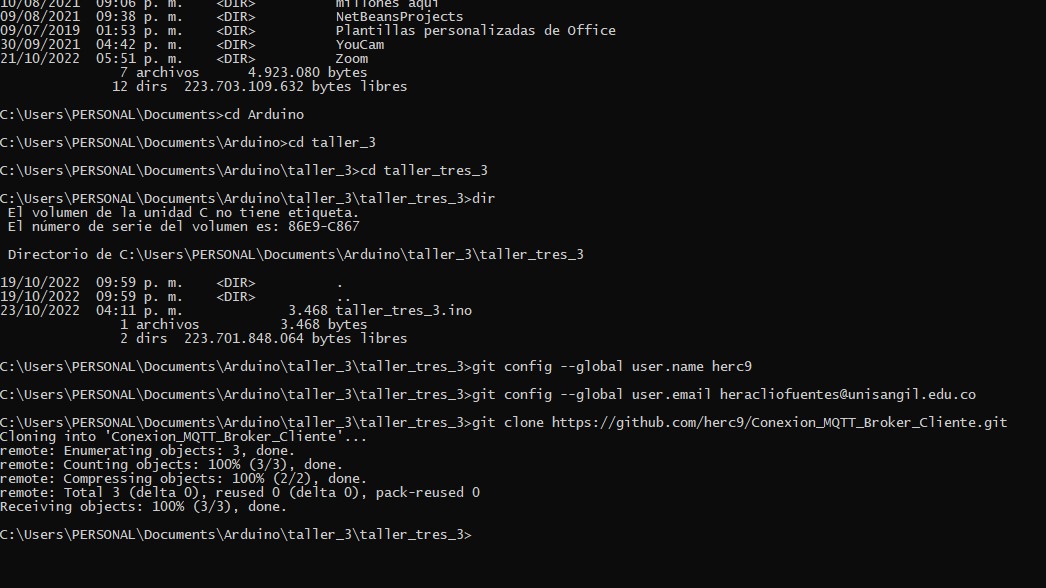 10/08/2021  09:06 p. m.    <DIR>          millones aqui
09/08/2021  09:38 p. m.    <DIR>          NetBeansProjects
09/07/2019  01:53 p. m.    <DIR>          Plantillas personalizadas de Office
30/09/2021  04:42 p. m.    <DIR>          YouCam
21/10/2022  05:51 p. m.    <DIR>          Zoom
               7 archivos      4.923.080 bytes
              12 dirs  223.703.109.632 bytes libres
C:\Users\PERSONAL\Documents>cd Arduino
C:\Users\PERSONAL\Documents\Arduino>cd taller_3
C:\Users\PERSONAL\Documents\Arduino\taller_3>cd taller_tres_3
C:\Users\PERSONAL\Documents\Arduino\taller_3\taller_tres_3>dir
 El volumen de la unidad C no tiene etiqueta.
 El número de serie del volumen es: 86E9-C867
 Directorio de C:\Users\PERSONAL\Documents\Arduino\taller_3\taller_tres_3
19/10/2022  09:59 p. m.    <DIR>          .
19/10/2022  09:59 p. m.    <DIR>          ..
23/10/2022  04:11 p. m.             3.468 taller_tres_3.ino
               1 archivos          3.468 bytes
               2 dirs  223.701.848.064 bytes libres
C:\Users\PERSONAL\Documents\Arduino\taller_3\taller_tres_3>git config --global user.name herc9
C:\Users\PERSONAL\Documents\Arduino\taller_3\taller_tres_3>git config --global user.email heracliofuentes@unisangil.edu.co
C:\Users\PERSONAL\Documents\Arduino\taller_3\taller_tres_3>git clone https://github.com/herc9/Conexion_MQTT_Broker_Cliente.git
Cloning into 'Conexion_MQTT_Broker_Cliente'...
remote: Enumerating objects: 3, done.
remote: Counting objects: 100% (3/3), done.
remote: Compressing objects: 100% (2/2), done.
remote: Total 3 (delta 0), reused 0 (delta 0), pack-reused 0
Receiving objects: 100% (3/3), done.
C:\Users\PERSONAL\Documents\Arduino\taller_3\taller_tres_3>